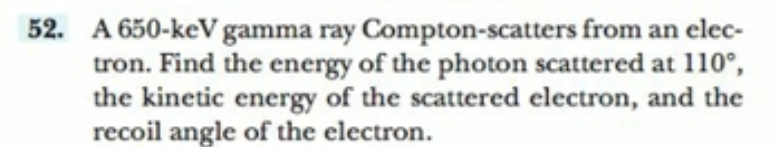 52. A 650-keV gamma ray Compton-scatters from an elec-
tron. Find the energy of the photon scattered at 110°,
the kinetic energy of the scattered electron, and the
recoil angle of the electron.